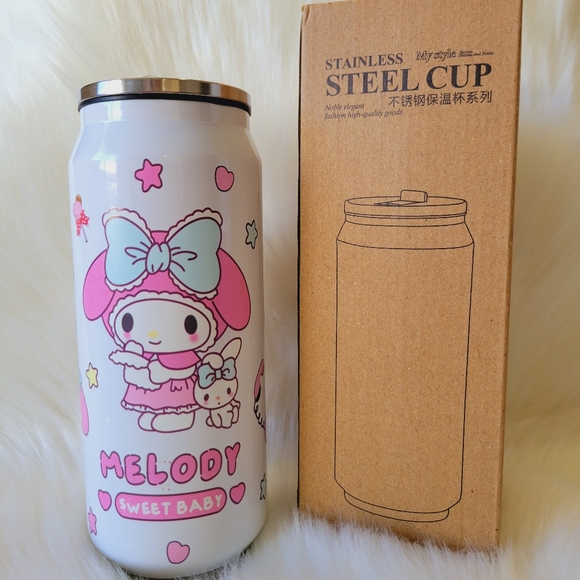 MELODY
SWEET BABY
STAINLESS My style
STEEL CUP
不锈钢保温杯系列
Noble elegant
fashion high-quality goods